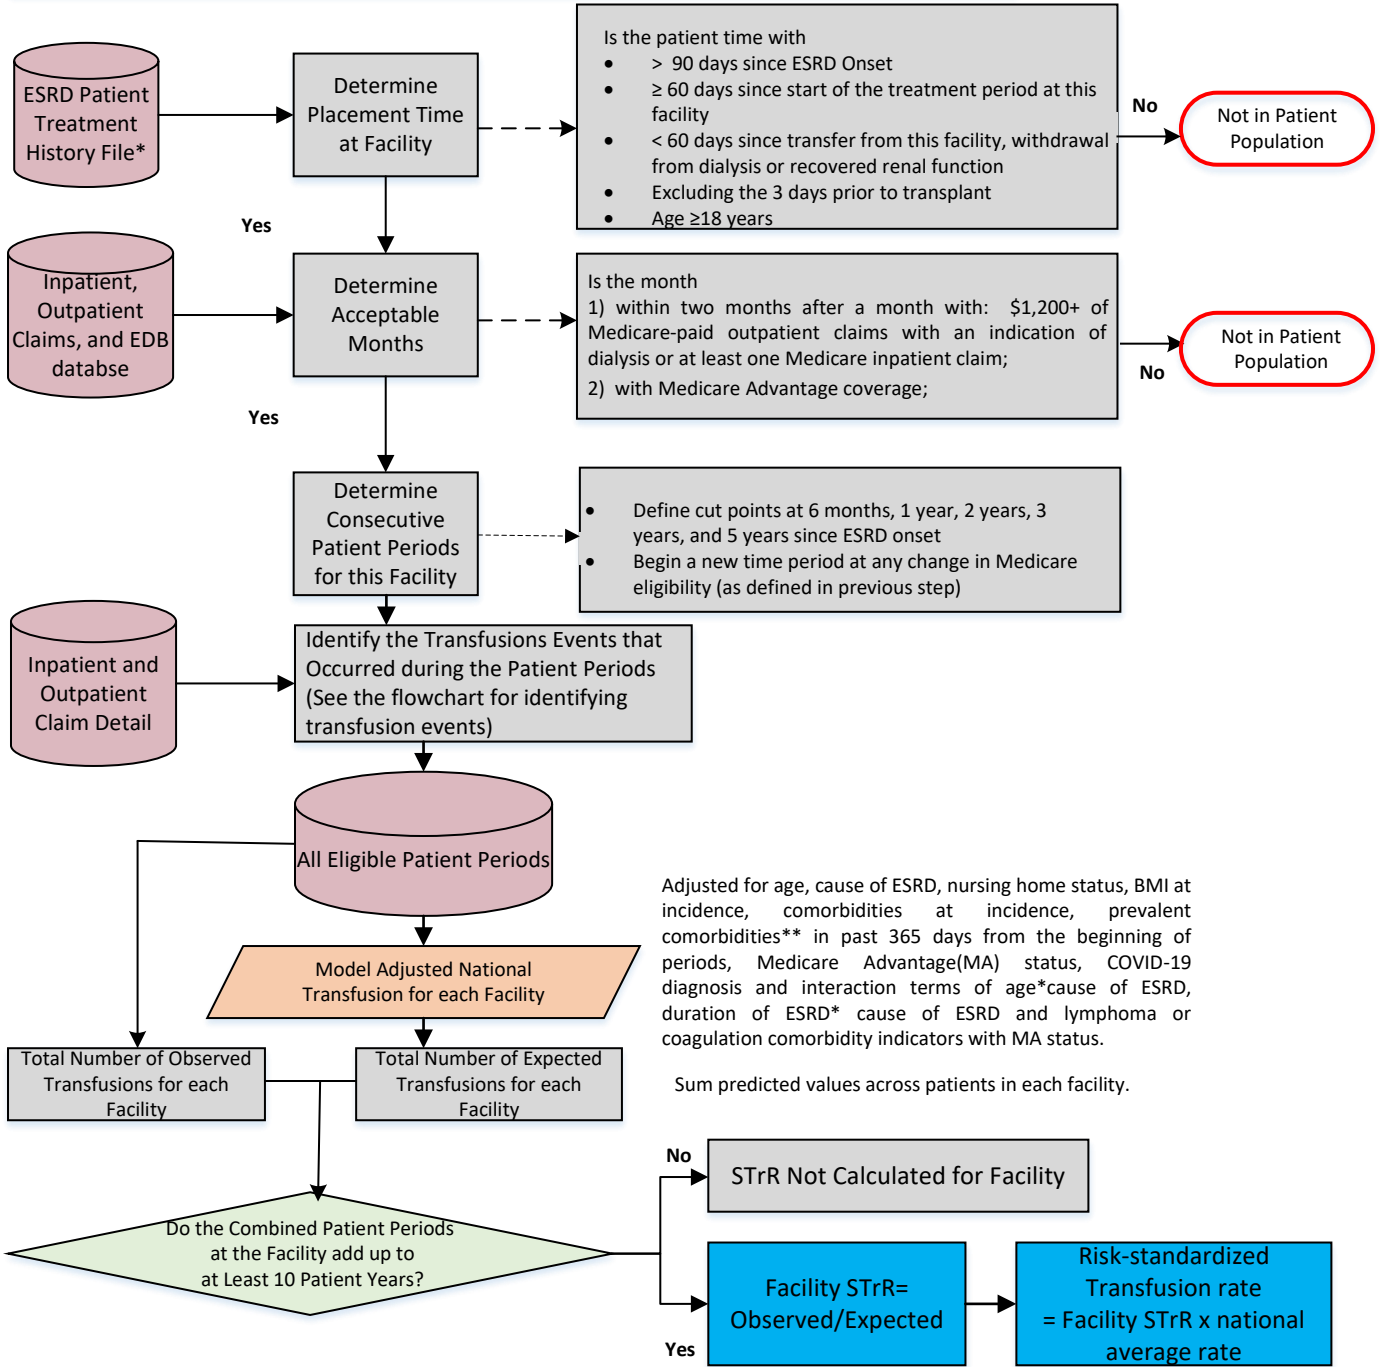 ESRD Patient
Treatment
History File*
Determine
Placement Time
at Facility
Is the patient time with
• > 90 days since ESRD Onset
• ≥ 60 days since start of the treatment period at this
facility
• < 60 days since transfer from this facility, withdrawal
from dialysis or recovered renal function
• Excluding the 3 days prior to transplant
• Age ≥18 years
No
Not in Patient
Population
Yes
Inpatient,
Outpatient
Claims, and EDB
databse
Determine
Acceptable
Months
Is the month
1) within two months after a month with: $1,200+ of
Medicare-paid outpatient claims with an indication of
dialysis or at least one Medicare inpatient claim;
2) with Medicare Advantage coverage;
No
Not in Patient
Population
Yes
Determine
Consecutive
Patient Periods
for this Facility
• Define cut points at 6 months, 1 year, 2 years, 3
years, and 5 years since ESRD onset
• Begin a new time period at any change in Medicare
eligibility (as defined in previous step)
Inpatient and
Outpatient
Claim Detail
Identify the Transfusions Events that
Occurred during the Patient Periods
(See the flowchart for identifying
transfusion events)
All Eligible Patient Periods
Adjusted for age, cause of ESRD, nursing home status, BMI at
incidence, comorbidities at incidence, prevalent
comorbidities** in past 365 days from the beginning of
periods, Medicare Advantage(MA) status, COVID-19
diagnosis and interaction terms of age*cause of ESRD,
duration of ESRD* cause of ESRD and lymphoma or
coagulation comorbidity indicators with MA status.
Sum predicted values across patients in each facility.
Model Adjusted National
Transfusion for each Facility
Total Number of Observed
Transfusions for each
Facility
Total Number of Expected
Transfusions for each
Facility
Do the Combined Patient Periods
at the Facility add up to
at Least 10 Patient Years?
No
STrR Not Calculated for Facility
Yes
Facility STrR=
Observed/Expected
Risk-standardized
Transfusion rate
= Facility STrR x national
average rate